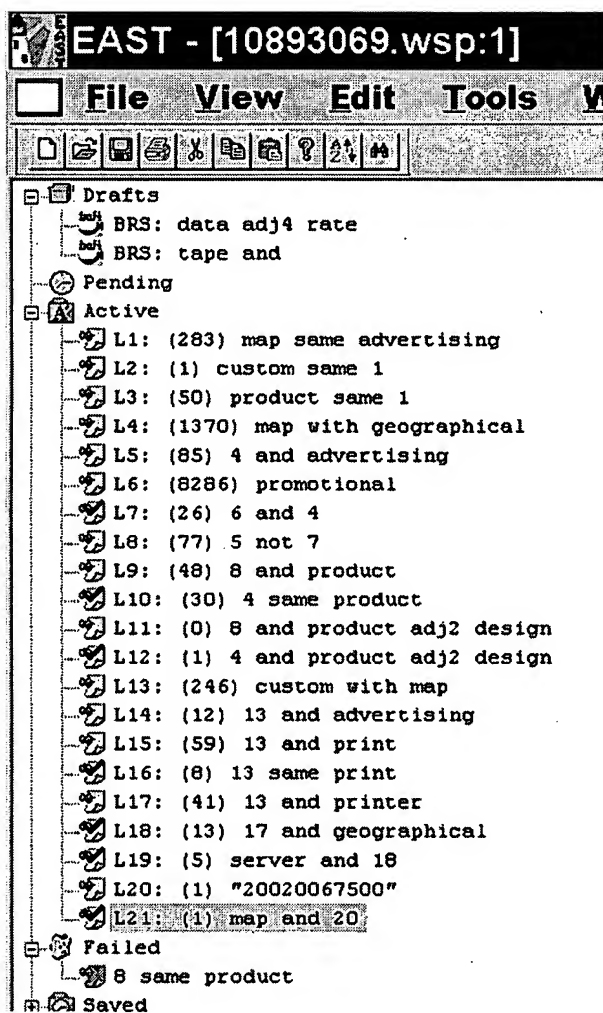 EAST - [10893069.wsp:1]
File View Edit Tools W
Drafts
BRS: data adj4 rate
BRS: tape and
Pending
Active
L1: (283) map same advertising
L2: (1) custom same 1
L3: (50) product same 1
L4: (1370) map with geographical
L5: (85) 4 and advertising
L6: (8286) promotional
L7: (26) 6 and 4
L8: (77) 5 not 7
L9: (48) 8 and product
L10: (30) 4 same product
L11: (0) 8 and product adj2 design
L12: (1) 4 and product adj2 design
L13: (246) custom with map
L14: (12) 13 and advertising
L15: (59) 13 and print
L16: (8) 13 same print
L17: (41) 13 and printer
L18: (13) 17 and geographical
L19: (5) server and 18
L20: (1) "20020067500"
L21: (1) map and 20
Failed
8 same product
Saved